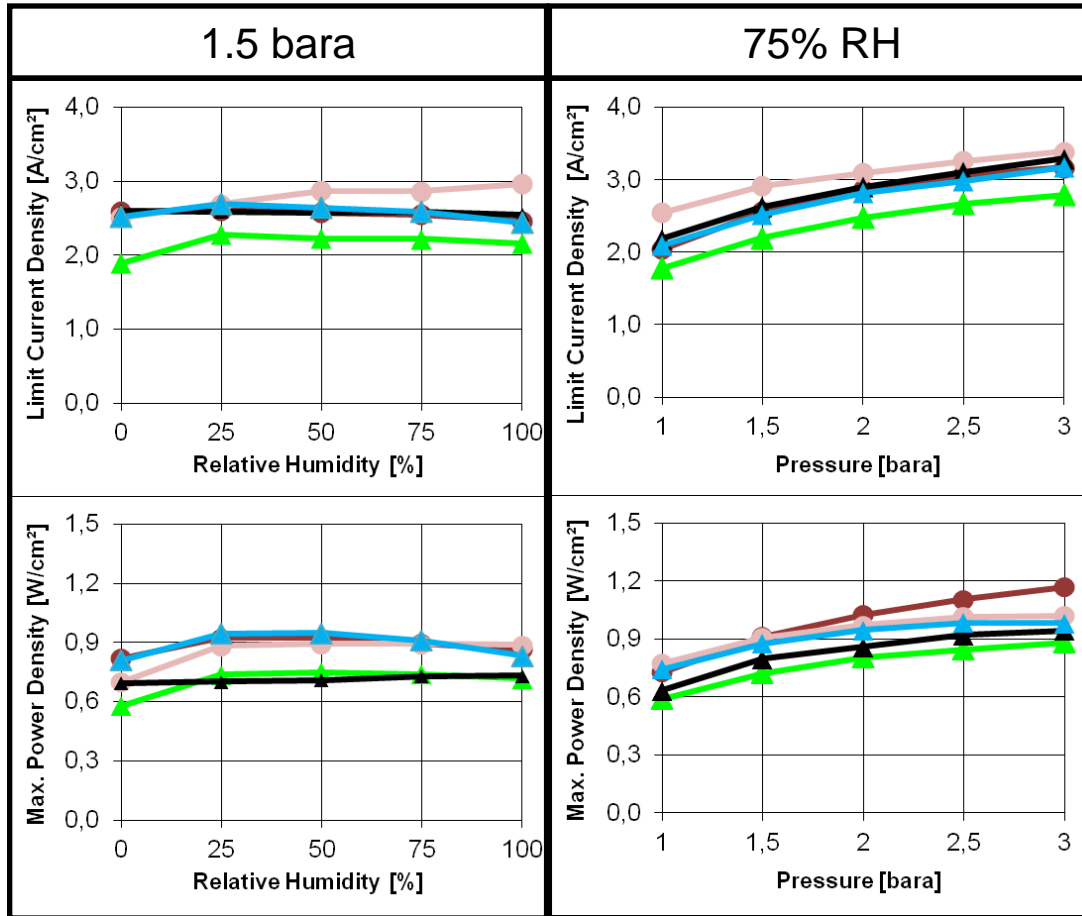 1.5 bara
75% RH
Limit Current Density [A/cm²]
4,0
3,0
2,0
1,0
0,0
0 25 50 75 100
Relative Humidity [%]
Limit Current Density [A/cm²]
4,0
3,0
2,0
1,0
0,0
1 1,5 2 2,5 3
Pressure [bara]
Max. Power Density [W/cm²]
1,5
1,2
0,9
0,6
0,3
0,0
0 25 50 75 100
Relative Humidity [%]
Max. Power Density [W/cm²]
1,5
1,2
0,9
0,6
0,3
0,0
1 1,5 2 2,5 3
Pressure [bara]